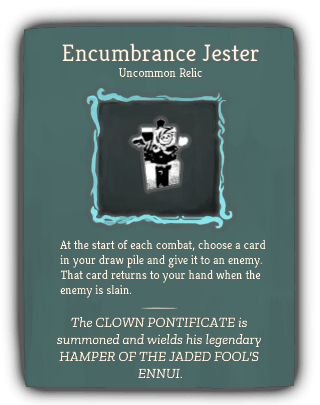 Encumbrance Jester
Uncommon Relic
At the start of each combat, choose a card
in your draw pile and give it to an enemy.
That card returns to your hand when the
enemy is slain.
The CLOWN PONTIFICATE is
summoned and wields his legendary
HAMPER OF THE JADED FOOL'S
ENNUI.